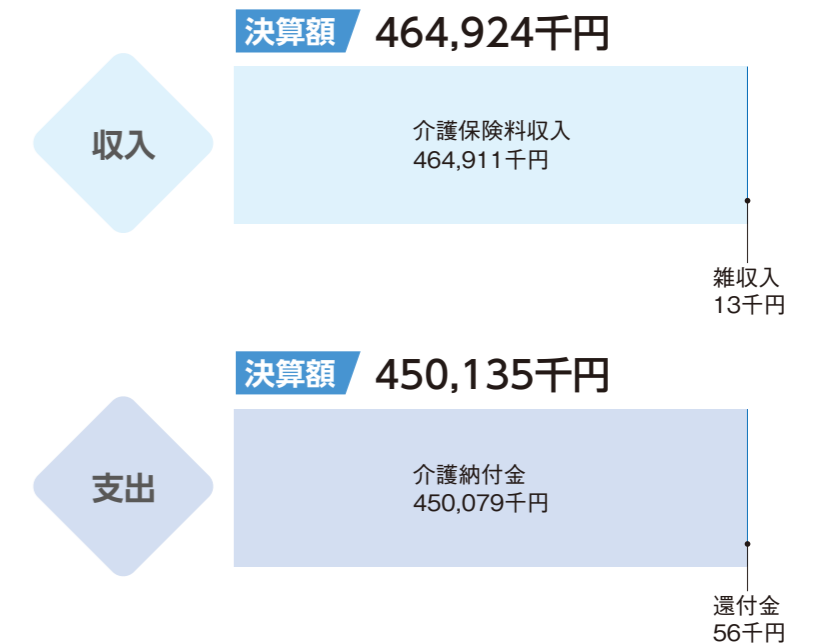 決算額 464,924千円
収入
介護保険料収入
464,911千円
雑収入
13千円
決算額 450,135千円
支出
介護納付金
450,079千円
還付金
56千円